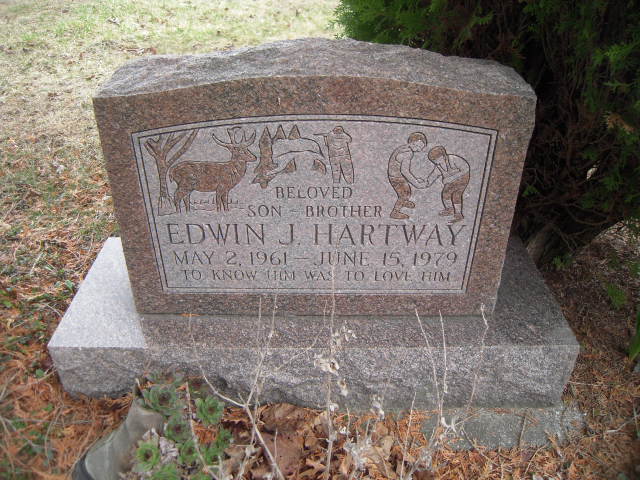 BELOVED
SON - BROTHER
EDWIN J. HARTWAY
MAY 2, 1961 - JUNE 15, 1979
TO KNOW HIM WAS TO LOVE HIM